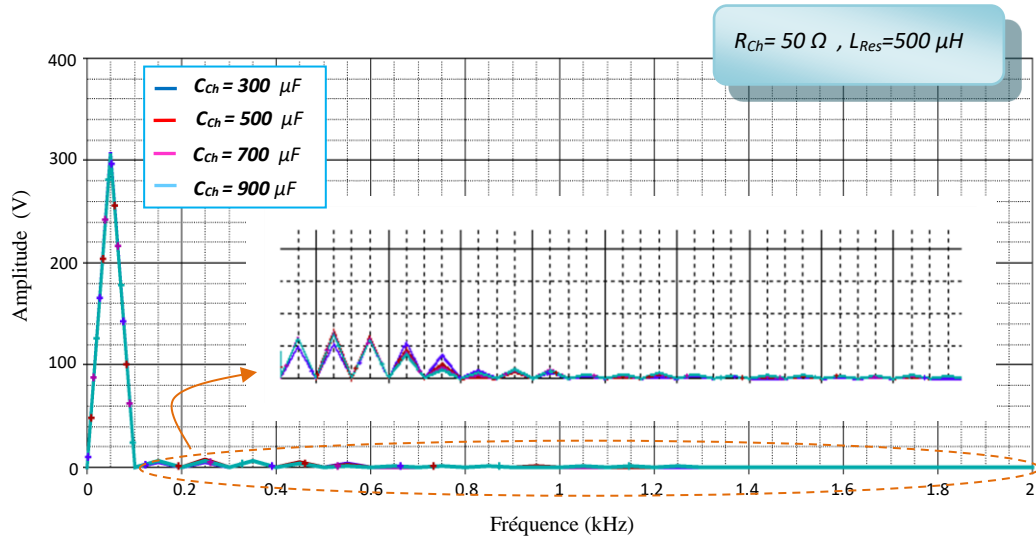 R_Ch= 50 Ω , L_Res=500 μH
400
300
200
100
0
Amplitude (V)
C_Ch = 300 μF
C_Ch = 500 μF
C_Ch = 700 μF
C_Ch = 900 μF
0 0.2 0.4 0.6 0.8 1 1.2 1.4 1.6 1.8 2
Fréquence (kHz)